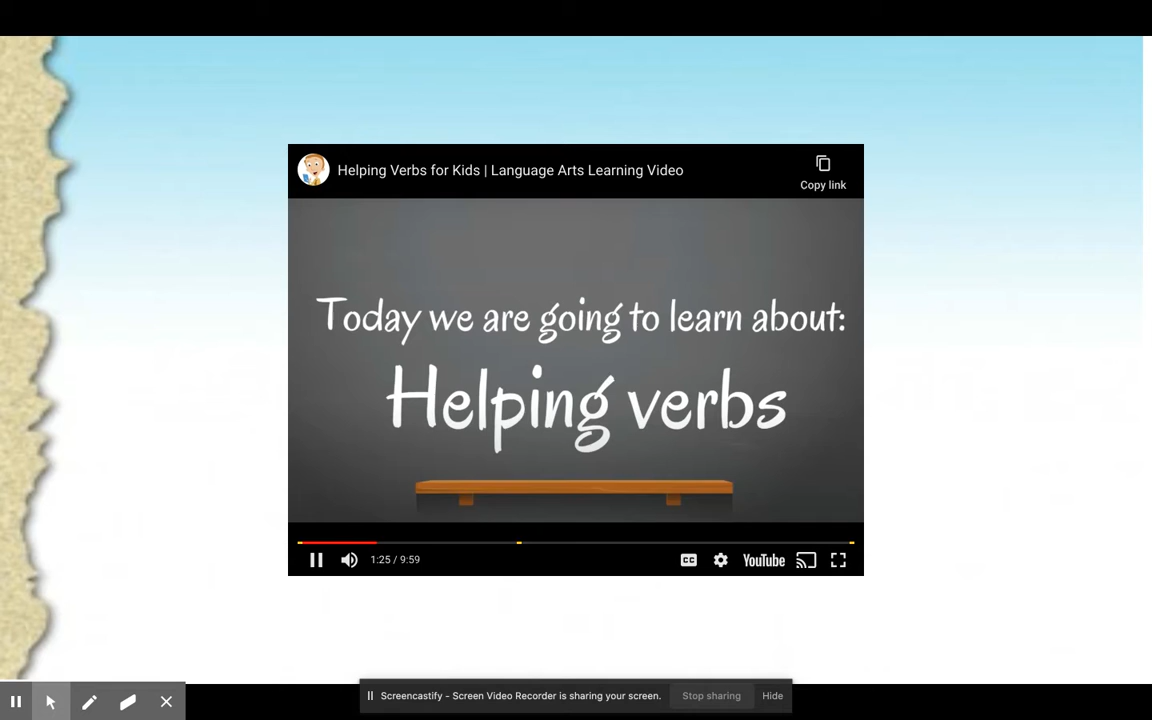 Helping Verbs for Kids | Language Arts Learning Video
Copy link
Today we are going to learn about:
Helping verbs
1:25 / 9:59
CC
YouTube
Screencastify - Screen Video Recorder is sharing your screen.
Stop sharing
Hide